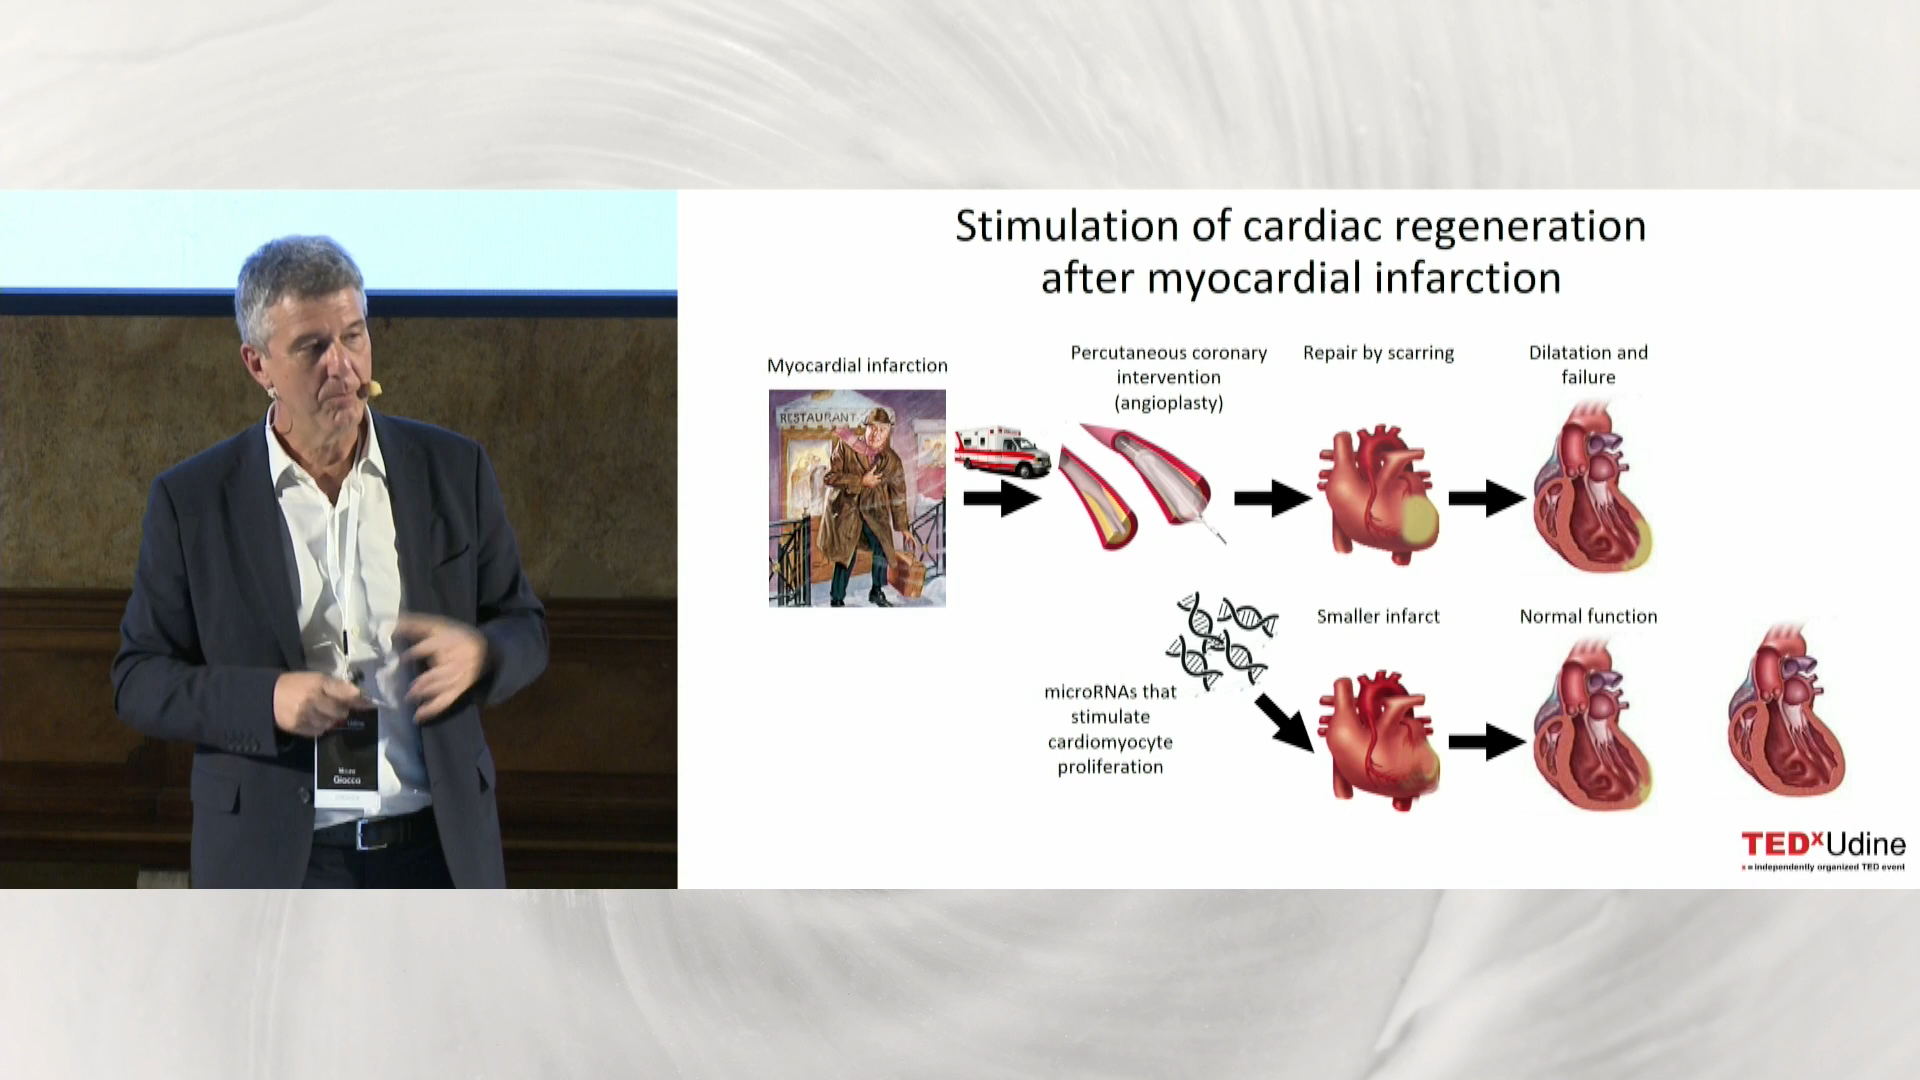 Stimulation of cardiac regeneration
after myocardial infarction
Myocardial infarction
Percutaneous coronary
intervention
(angioplasty)
Repair by scarring
Dilatation and
failure
RESTAURANT
Smaller infarct
Normal function
microRNAs that
stimulate
cardiomyocyte
proliferation
Giacca
TEDxUdine
x = independently organized TED event